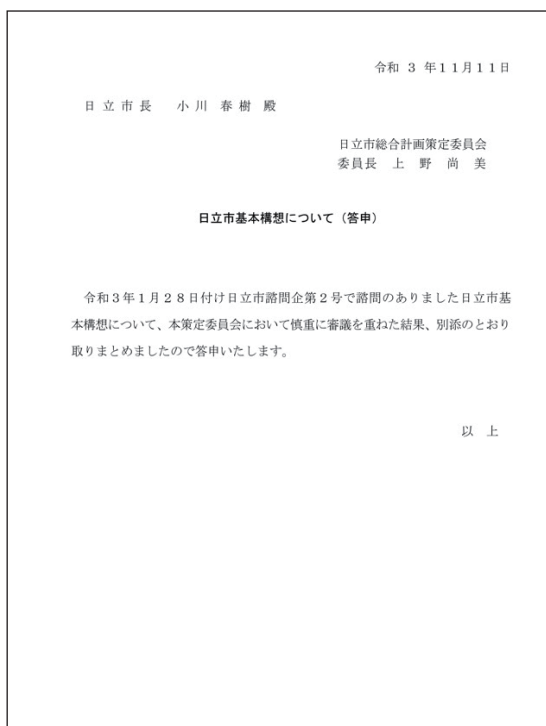 令和 3 年11月11日
日 立 市 長　小 川 春 樹 殿
日立市総合計画策定委員会
委員長　上 野 尚 美
日立市基本構想について（答申）
令和3年1月28日付け日立市諮問企第2号で諮問のありました日立市基
本構想について、本策定委員会において慎重に審議を重ねた結果、別添のとおり
取りまとめましたので答申いたします。
以 上